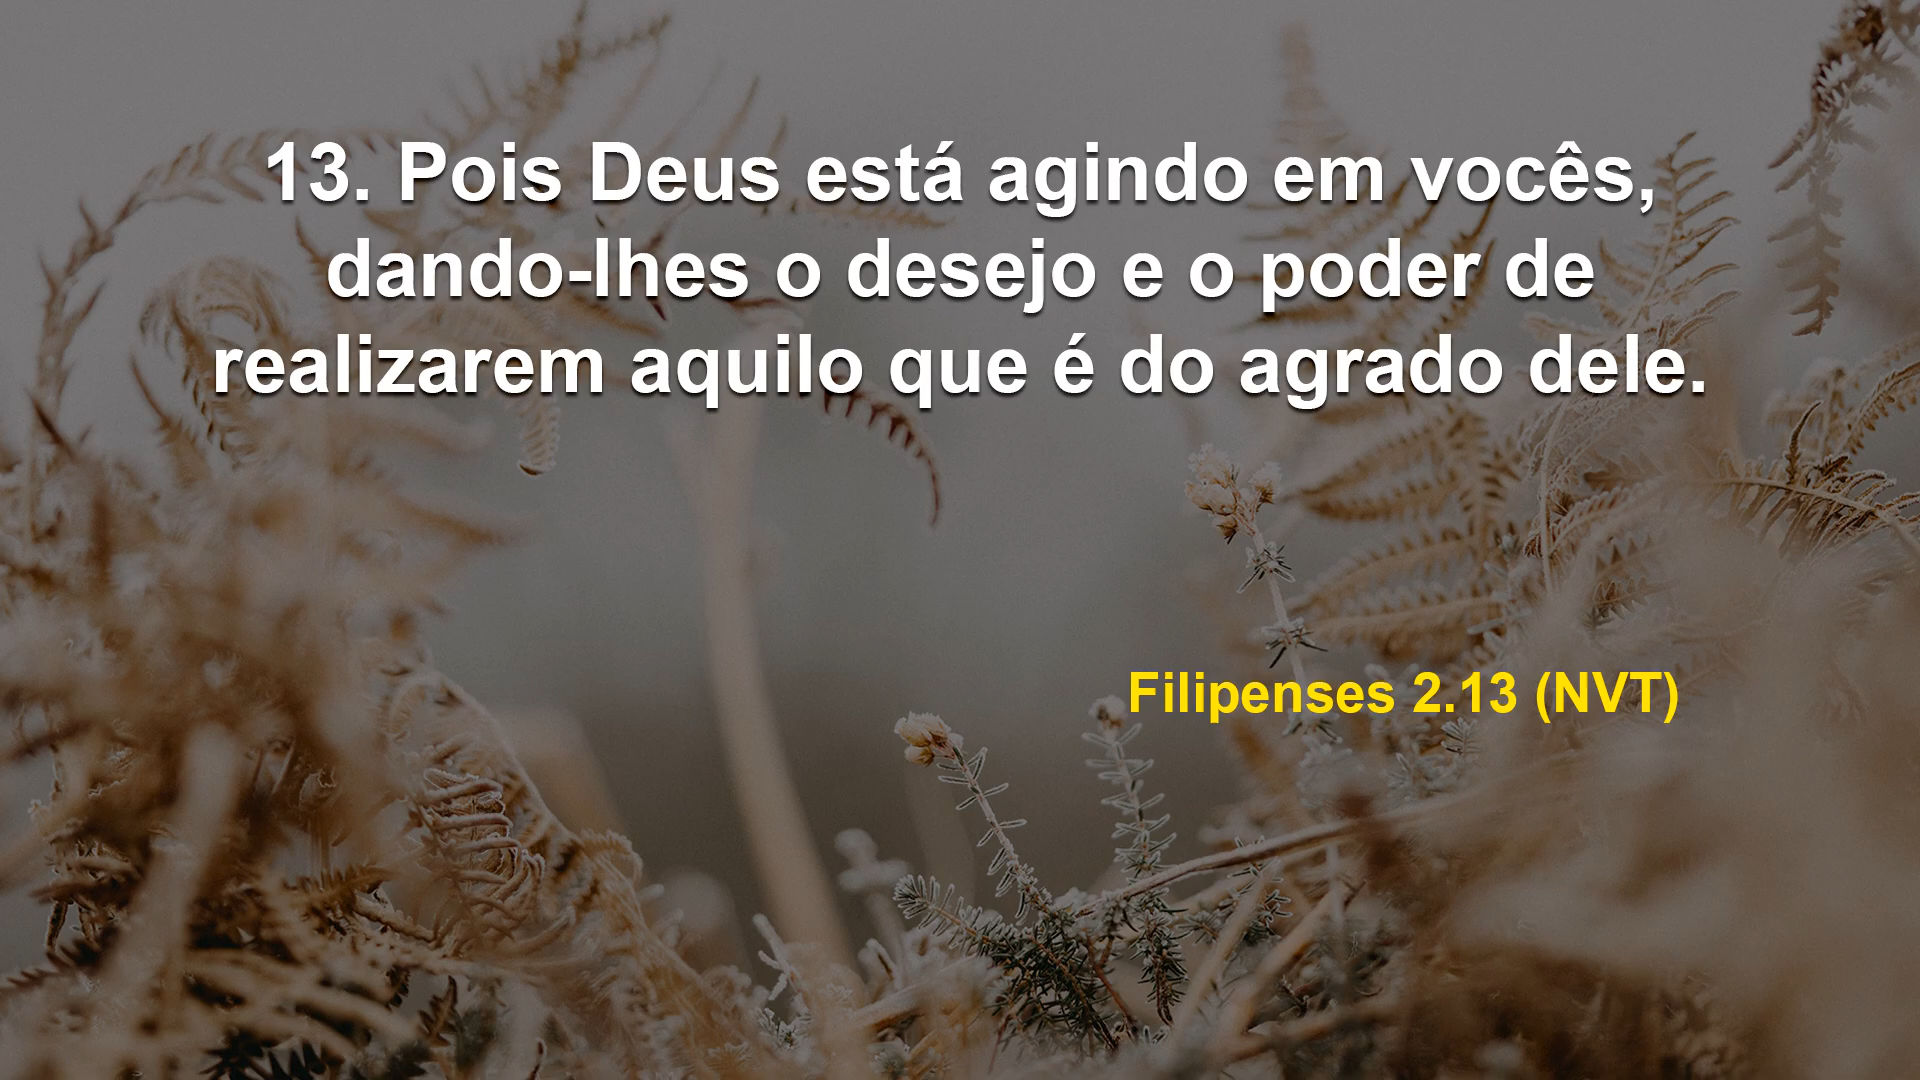 13. Pois Deus está agindo em vocês,
dando-lhes o desejo e o poder de
realizarem aquilo que é do agrado dele.
Filipenses 2.13 (NVT)